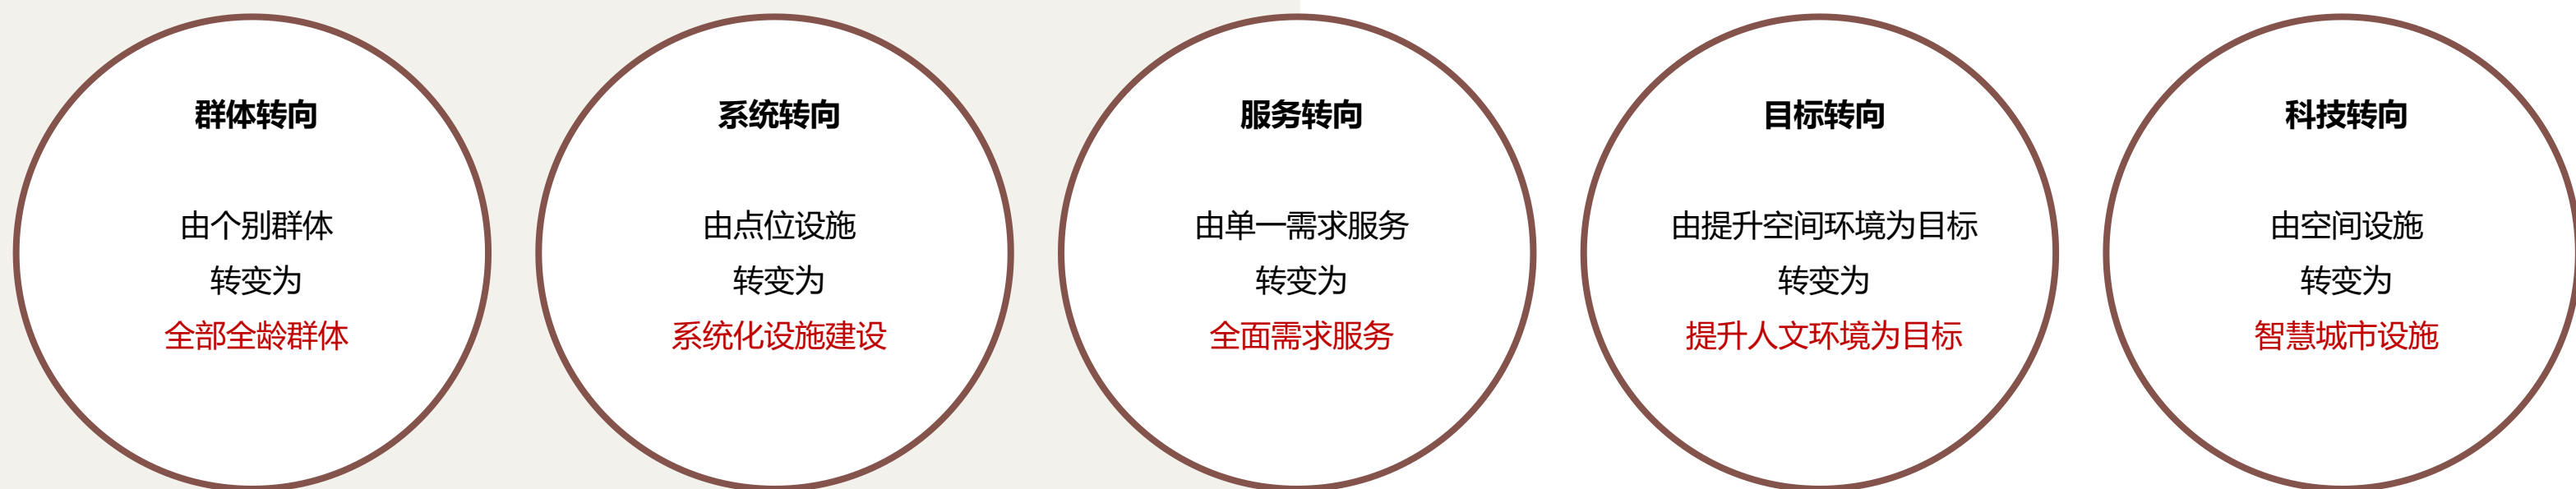 群体转向
由个别群体
转变为
全部全龄群体
系统转向
由点位设施
转变为
系统化设施建设
服务转向
由单一需求服务
转变为
全面需求服务
目标转向
由提升空间环境为目标
转变为
提升人文环境为目标
科技转向
由空间设施
转变为
智慧城市设施